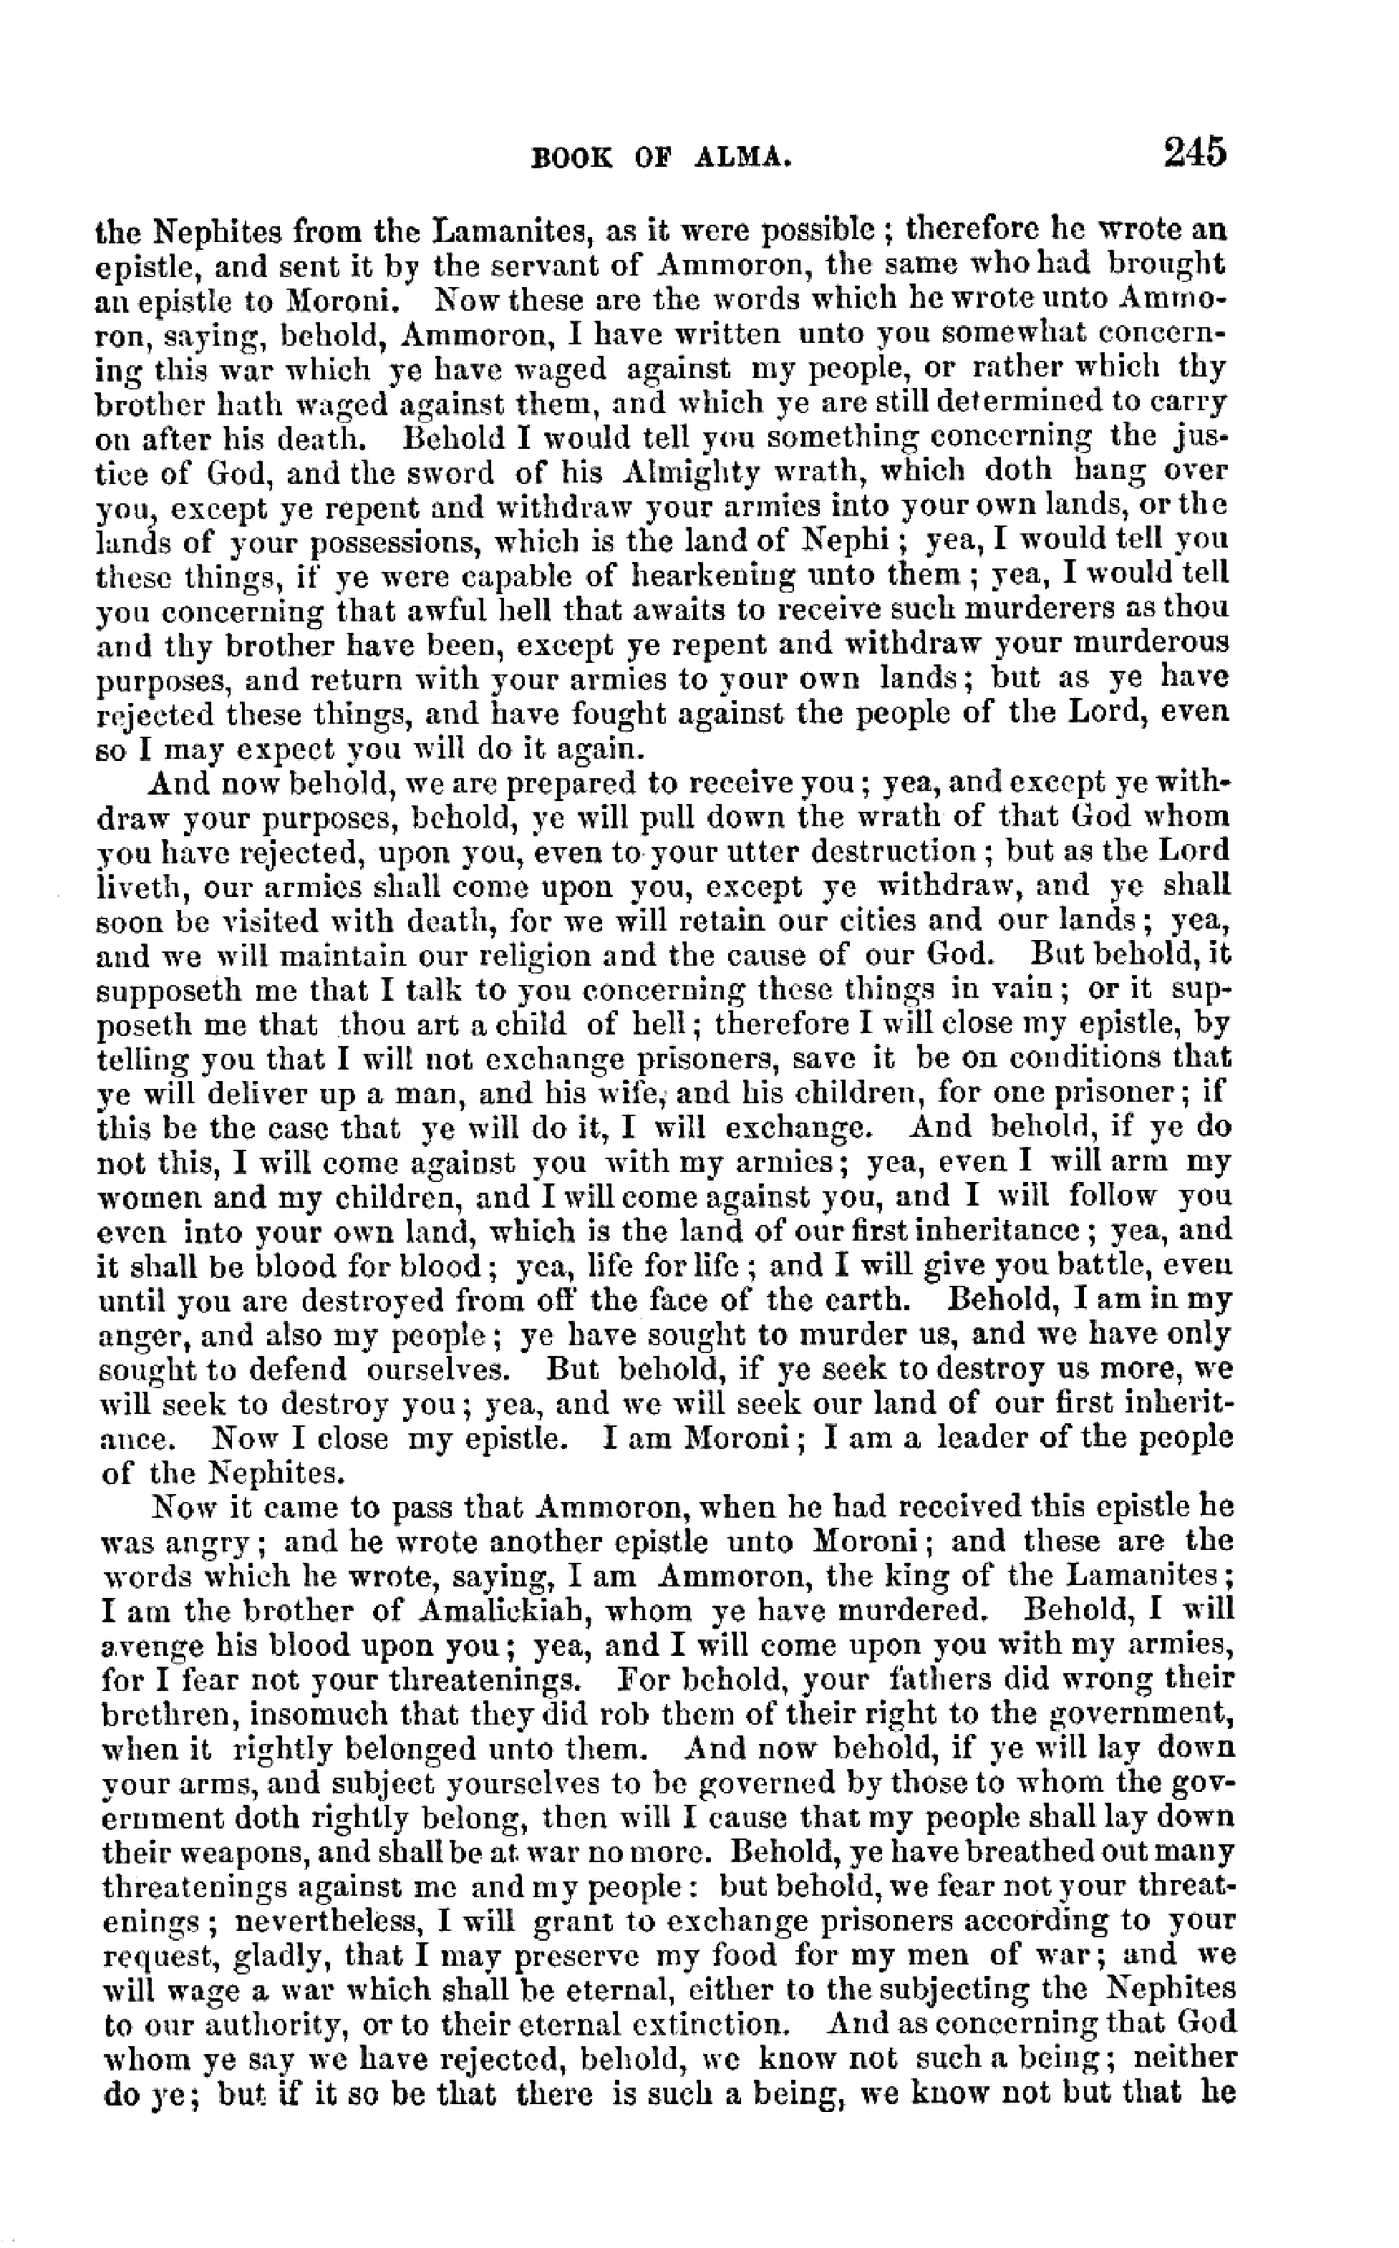 BOOK OF ALMA. 245
the Nephites from the Lamanites, as it were possible ; therefore he wrote an
epistle, and sent it by the servant of Ammoron, the same who had brought
an epistle to Moroni. Now these are the words which he wrote unto Ammo-
ron, saying, behold, Ammoron, I have written unto you somewhat concern-
ing this war which ye have waged against my people, or rather which thy
brother hath waged against them, and which ye are still determined to carry
on after his death. Behold I would tell you something concerning the jus-
tice of God, and the sword of his Almighty wrath, which doth hang over
you, except ye repent and withdraw your armies into your own lands, or the
lands of your possessions, which is the land of Nephi ; yea, I would tell you
these things, if ye were capable of hearkening unto them ; yea, I would tell
you concerning that awful hell that awaits to receive such murderers as thou
and thy brother have been, except ye repent and withdraw your murderous
purposes, and return with your armies to your own lands; but as ye have
rejected these things, and have fought against the people of the Lord, even
so I may expect you will do it again.
And now behold, we are prepared to receive you ; yea, and except ye with-
draw your purposes, behold, ye will pull down the wrath of that God whom
you have rejected, upon you, even to your utter destruction ; but as the Lord
liveth, our armies shall come upon you, except ye withdraw, and ye shall
soon be visited with death, for we will retain our cities and our lands; yea,
and we will maintain our religion and the cause of our God. But behold, it
supposeth me that I talk to you concerning these things in vain; or it sup-
poseth me that thou art a child of hell ; therefore I will close my epistle, by
telling you that I will not exchange prisoners, save it be on conditions that
ye will deliver up a man, and his wife, and his children, for one prisoner; if
this be the case that ye will do it, I will exchange. And behold, if ye do
not this, I will come against you with my armies; yea, even I will arm my
women and my children, and I will come against you, and I will follow you
even into your own land, which is the land of our first inheritance ; yea, and
it shall be blood for blood ; yea, life for life ; and I will give you battle, even
until you are destroyed from off the face of the earth. Behold, I am in my
anger, and also my people; ye have sought to murder us, and we have only
sought to defend ourselves. But behold, if ye seek to destroy us more, we
will seek to destroy you; yea, and we will seek our land of our first inherit-
ance. Now I close my epistle. I am Moroni; I am a leader of the people
of the Nephites.
Now it came to pass that Ammoron, when he had received this epistle he
was angry ; and he wrote another epistle unto Moroni; and these are the
words which he wrote, saying, I am Ammoron, the king of the Lamanites;
I am the brother of Amalickiah, whom ye have murdered. Behold, I will
avenge his blood upon you; yea, and I will come upon you with my armies,
for I fear not your threatenings. For behold, your fathers did wrong their
brethren, insomuch that they did rob them of their right to the government,
when it rightly belonged unto them. And now behold, if ye will lay down
your arms, and subject yourselves to be governed by those to whom the gov-
ernment doth rightly belong, then will I cause that my people shall lay down
their weapons, and shall be at war no more. Behold, ye have breathed out many
threatenings against me and my people : but behold, we fear not your threat-
enings ; nevertheless, I will grant to exchange prisoners according to your
request, gladly, that I may preserve my food for my men of war; and we
will wage a war which shall be eternal, either to the subjecting the Nephites
to our authority, or to their eternal extinction. And as concerning that God
whom ye say we have rejected, behold, we know not such a being; neither
do ye; but if it so be that there is such a being, we know not but that he